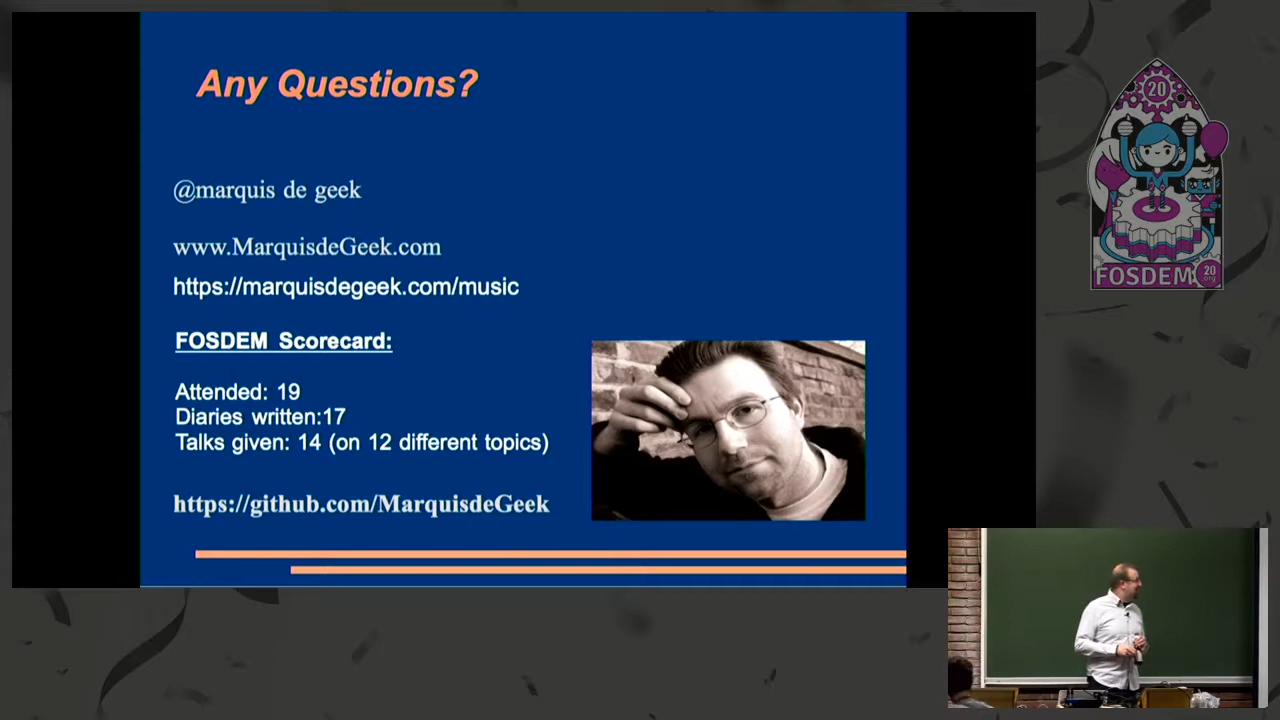 Any Questions?
@marquis de geek
www.MarquisdeGeek.com
https://marquisdegeek.com/music
FOSDEM Scorecard:
Attended: 19
Diaries written:17
Talks given: 14 (on 12 different topics)
https://github.com/MarquisdeGeek
20
FOSDEM
20
.org